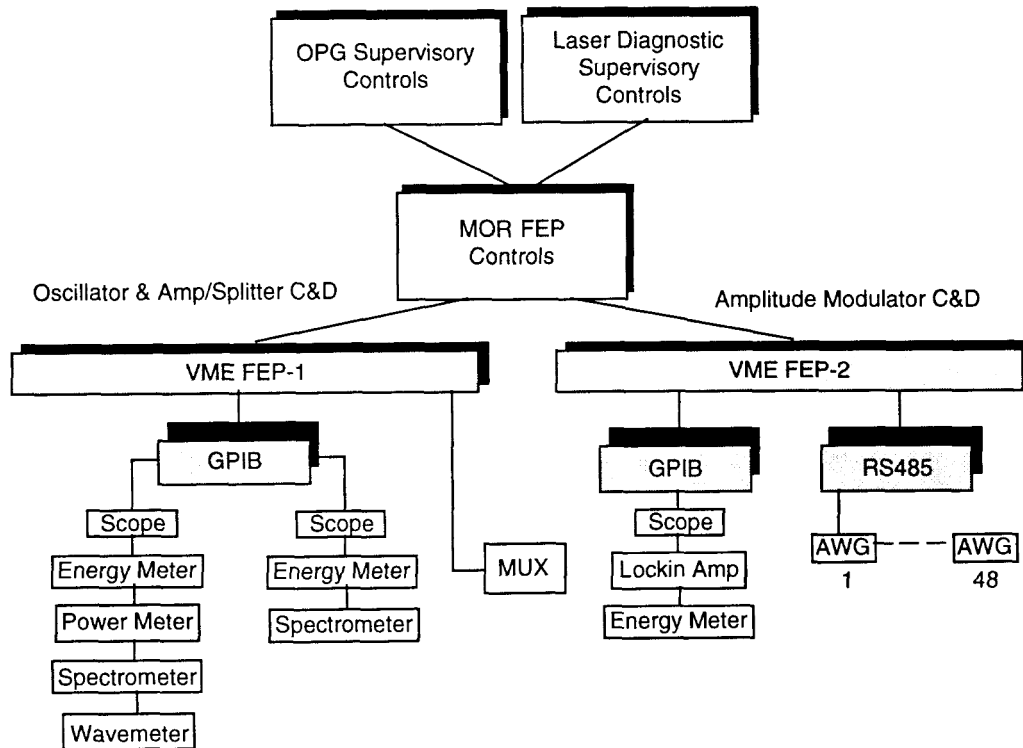 OPG Supervisory
Controls
Laser Diagnostic
Supervisory
Controls
MOR FEP
Controls
Oscillator & Amp/Splitter C&D
Amplitude Modulator C&D
VME FEP-1
VME FEP-2
GPIB
GPIB
RS485
Scope
Scope
Scope
AWG
AWG
Energy Meter
Energy Meter
MUX
Lockin Amp
1
48
Power Meter
Spectrometer
Energy Meter
Spectrometer
Wavemeter